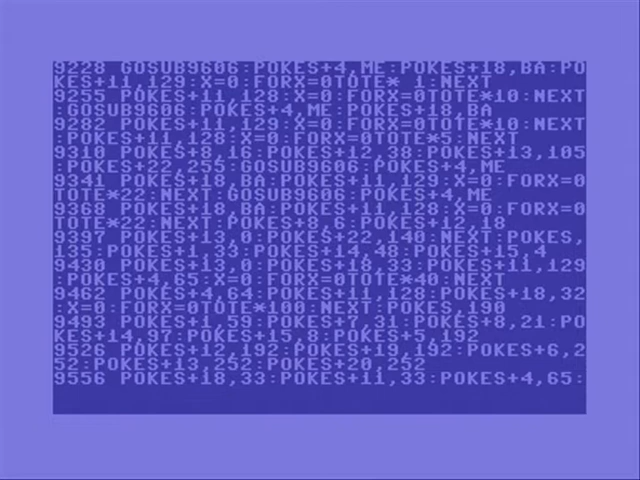 9228 GOSUB9606:POKES+4,ME:POKES+18,BA:PO
KES+11,129:X=0:FORX=0TOTE* 1:NEXT
9255 POKES+11,128:X=0:FORX=0TOTE*10:NEXT
:GOSUB9606:POKES+4,ME:POKES+18,BA
9282 POKES+11,129:X=0:FORX=0TOTE*10:NEXT
:POKES+11,128:X=0:FORX=0TOTE*5:NEXT
9310 POKES+8,16:POKES+12,38:POKES+13,105
:POKES+22,255:GOSUB9606:POKES+4,ME
9341 POKES+18,BA:POKES+11,129:X=0:FORX=0
TOTE*22:NEXT:GOSUB9606:POKES+4,ME
9368 POKES+18,BA:POKES+11,128:X=0:FORX=0
TOTE*22:NEXT:POKES+8,6:POKES+12,18
9397 POKES+13,0:POKES+22,140:NEXT:POKES,
135:POKES+1,33:POKES+14,48:POKES+15,4
9430 POKES+13,0:POKES+18,33:POKES+11,129
:POKES+4,65:X=0:FORX=0TOTE*40:NEXT
9462 POKES+4,64:POKES+11,128:POKES+18,32
:X=0:FORX=0TOTE*100:NEXT:POKES,190
9493 POKES+1,59:POKES+7,31:POKES+8,21:PO
KES+14,97:POKES+15,8:POKES+5,192
9526 POKES+12,192:POKES+19,192:POKES+6,2
52:POKES+13,252:POKES+20,252
9556 POKES+18,33:POKES+11,33:POKES+4,65: